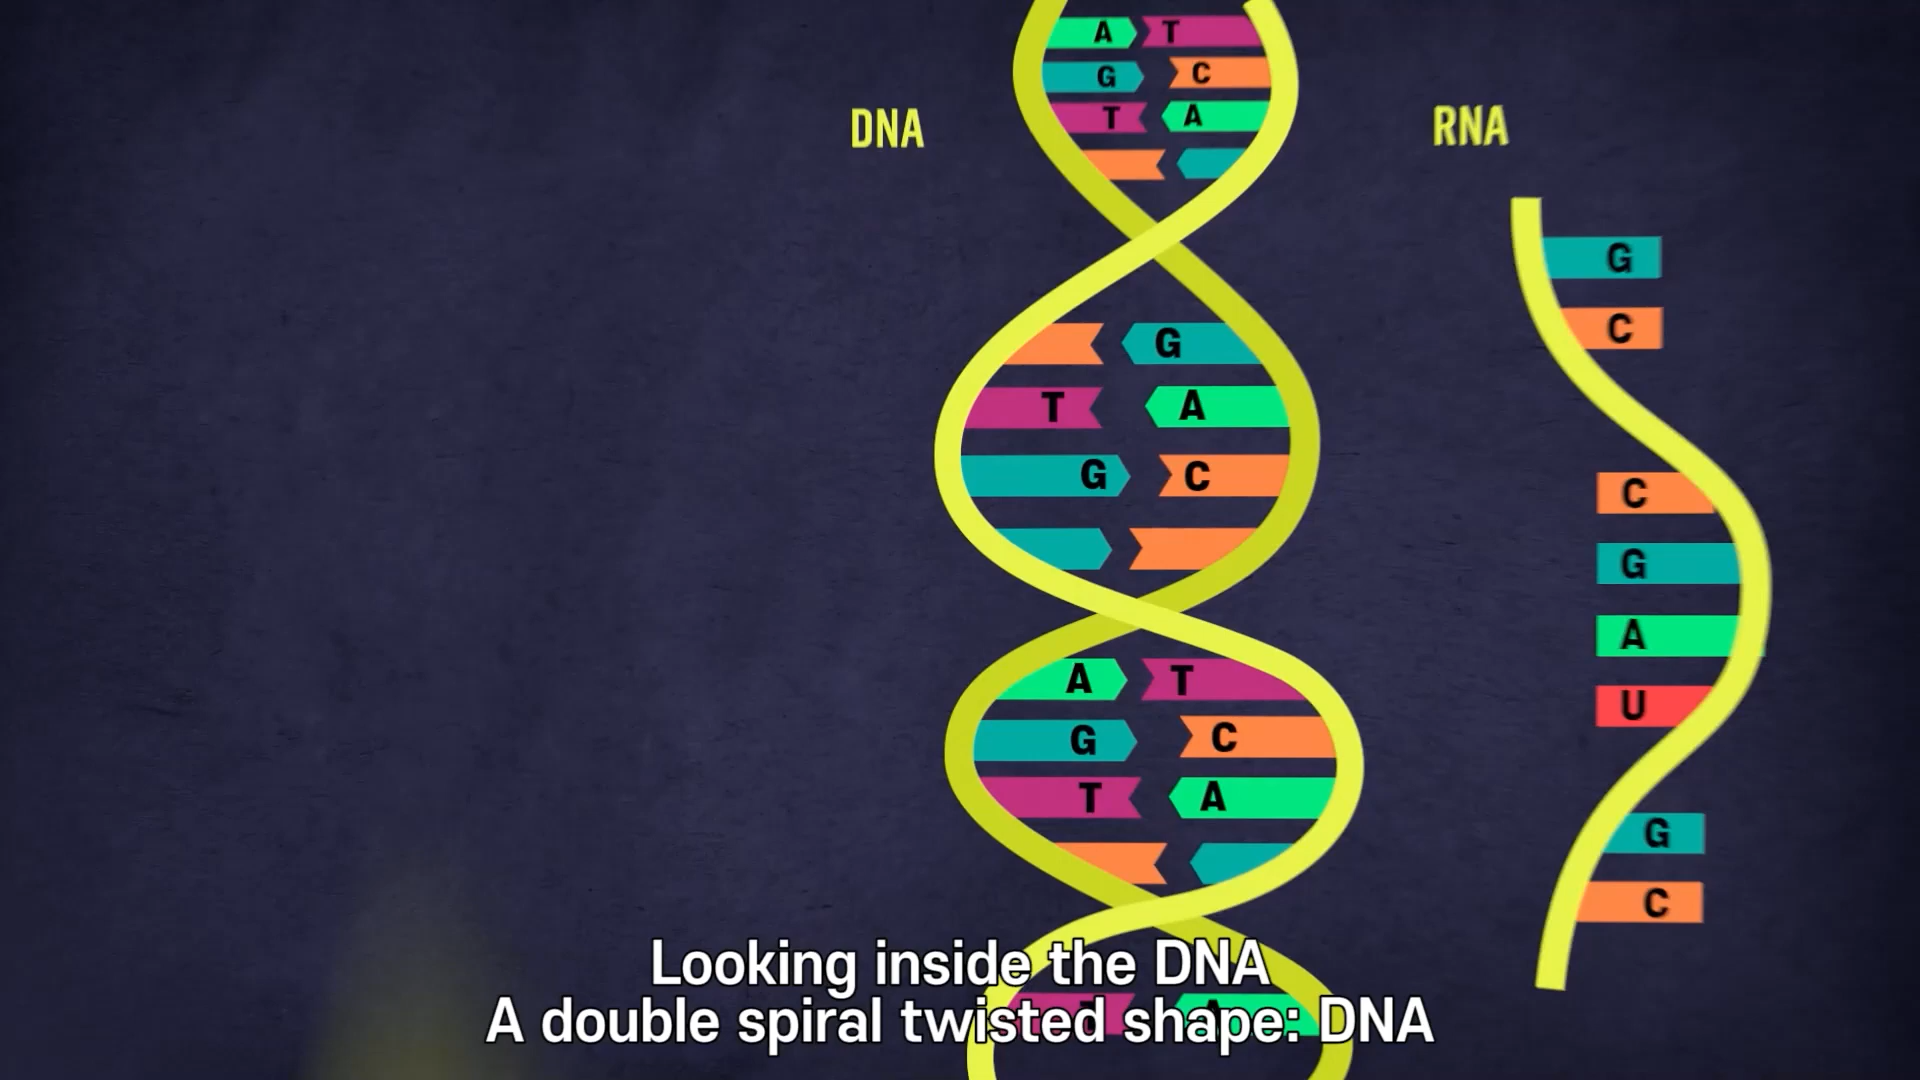 A T
G C
T A
DNA
RNA
G
G
C
T A
G C
C
G
A
A T
U
G C
T A
G
C
Looking inside the DNA
A double spiral twisted shape: DNA